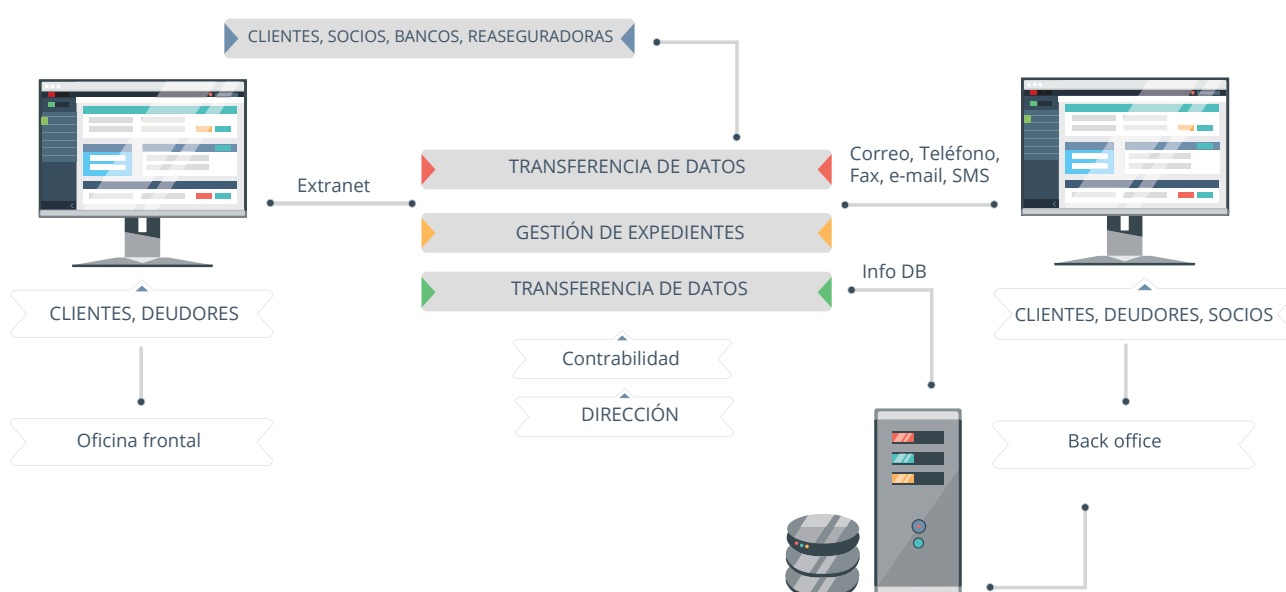 CLIENTES, SOCIOS, BANCOS, REASEGURADORAS
TRANSFERENCIA DE DATOS
Correo, Teléfono,
Fax, e-mail, SMS
Extranet
GESTIÓN DE EXPEDIENTES
Info DB
TRANSFERENCIA DE DATOS
CLIENTES, DEUDORES
CLIENTES, DEUDORES, SOCIOS
Contrabilidad
DIRECCIÓN
Oficina frontal
Back office